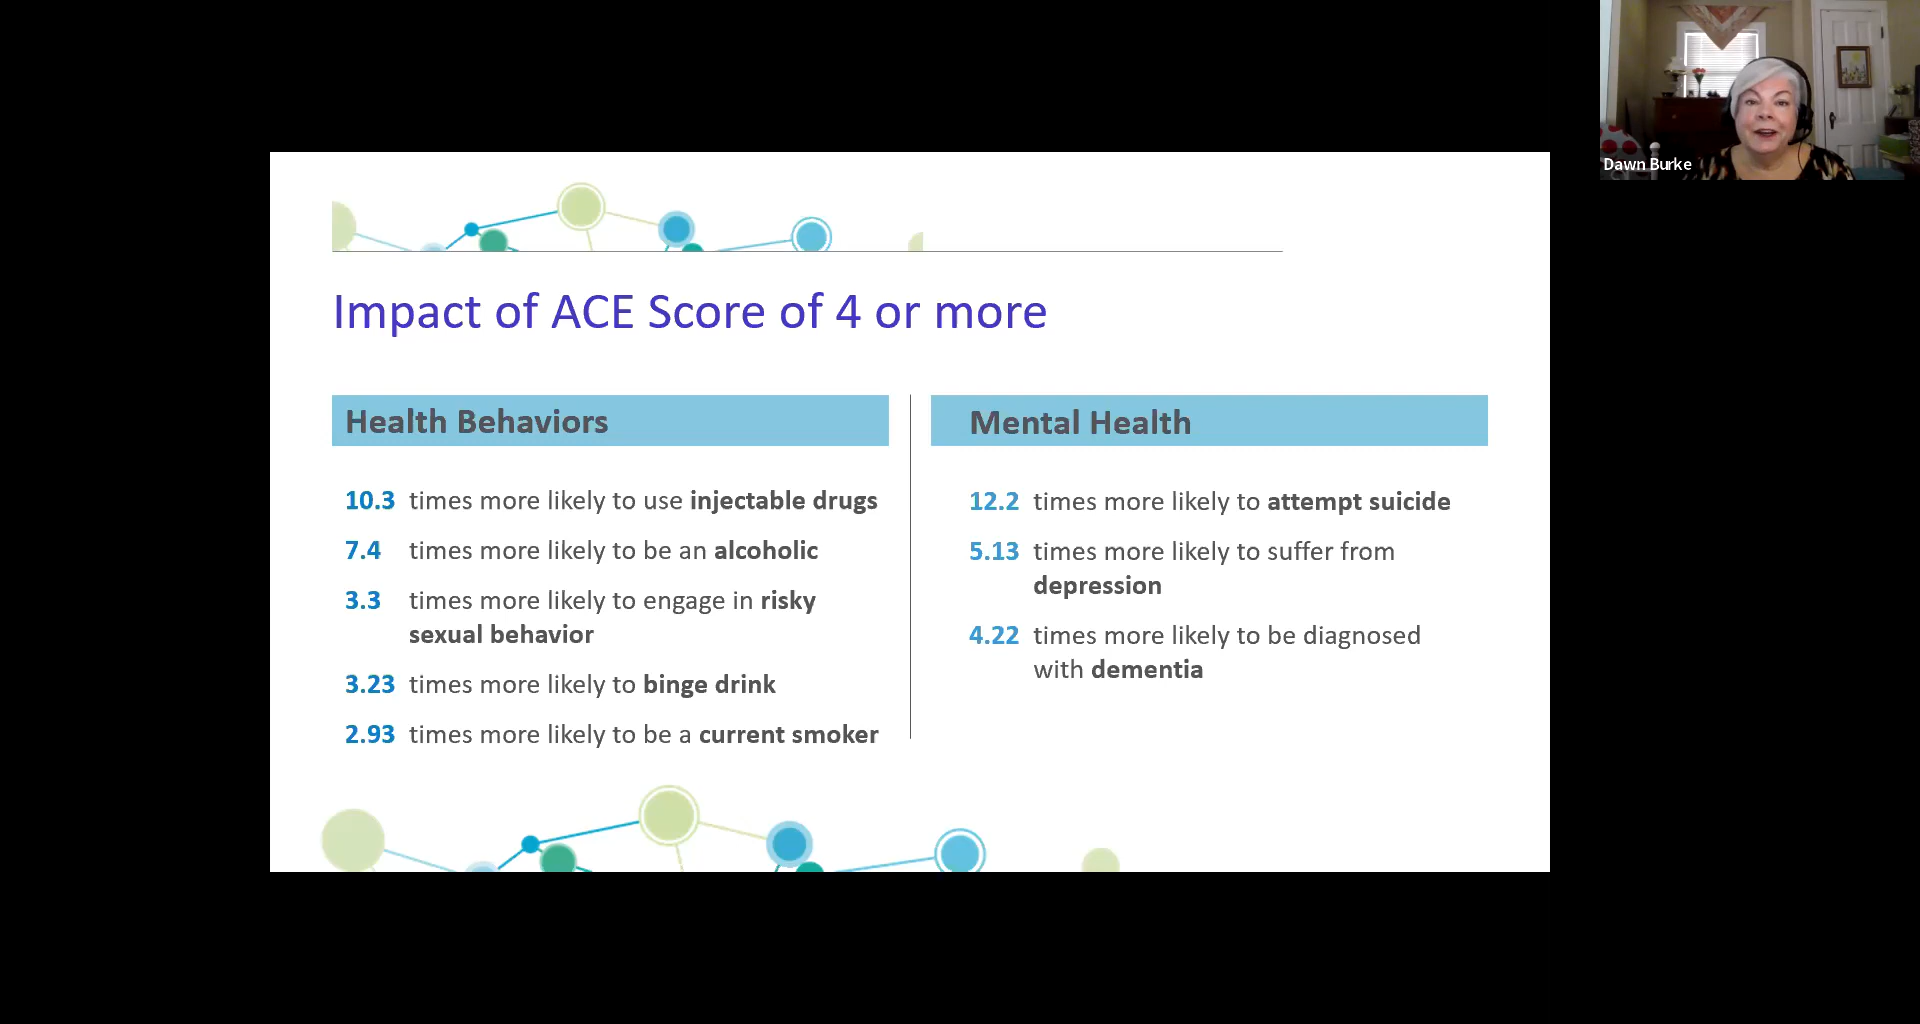 Dawn Burke
Impact of ACE Score of 4 or more
Health Behaviors
10.3 times more likely to use injectable drugs
7.4 times more likely to be an alcoholic
3.3 times more likely to engage in risky
sexual behavior
3.23 times more likely to binge drink
2.93 times more likely to be a current smoker
Mental Health
12.2 times more likely to attempt suicide
5.13 times more likely to suffer from
depression
4.22 times more likely to be diagnosed
with dementia